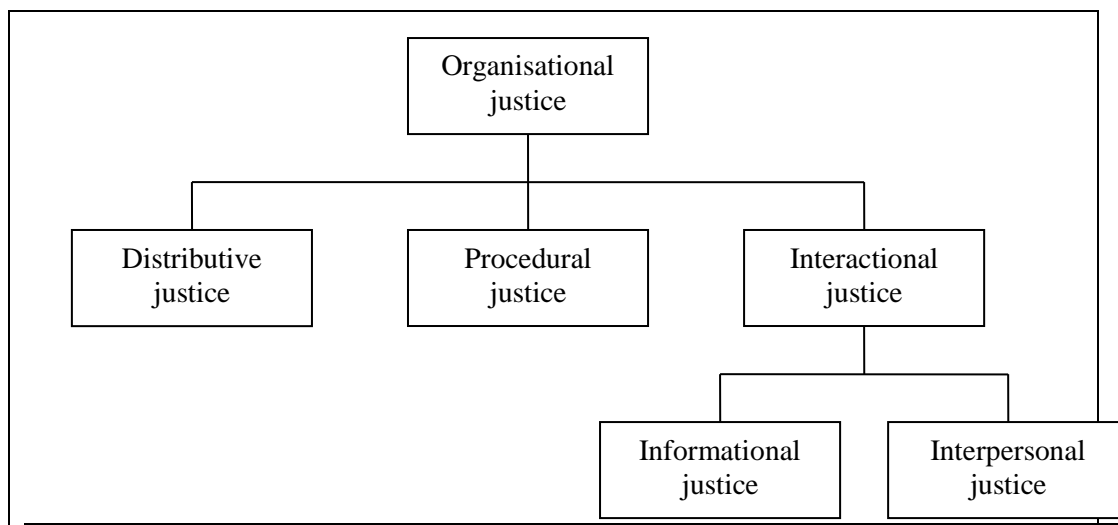 Organisational
justice
Distributive
justice
Procedural
justice
Interactional
justice
Informational
justice
Interpersonal
justice